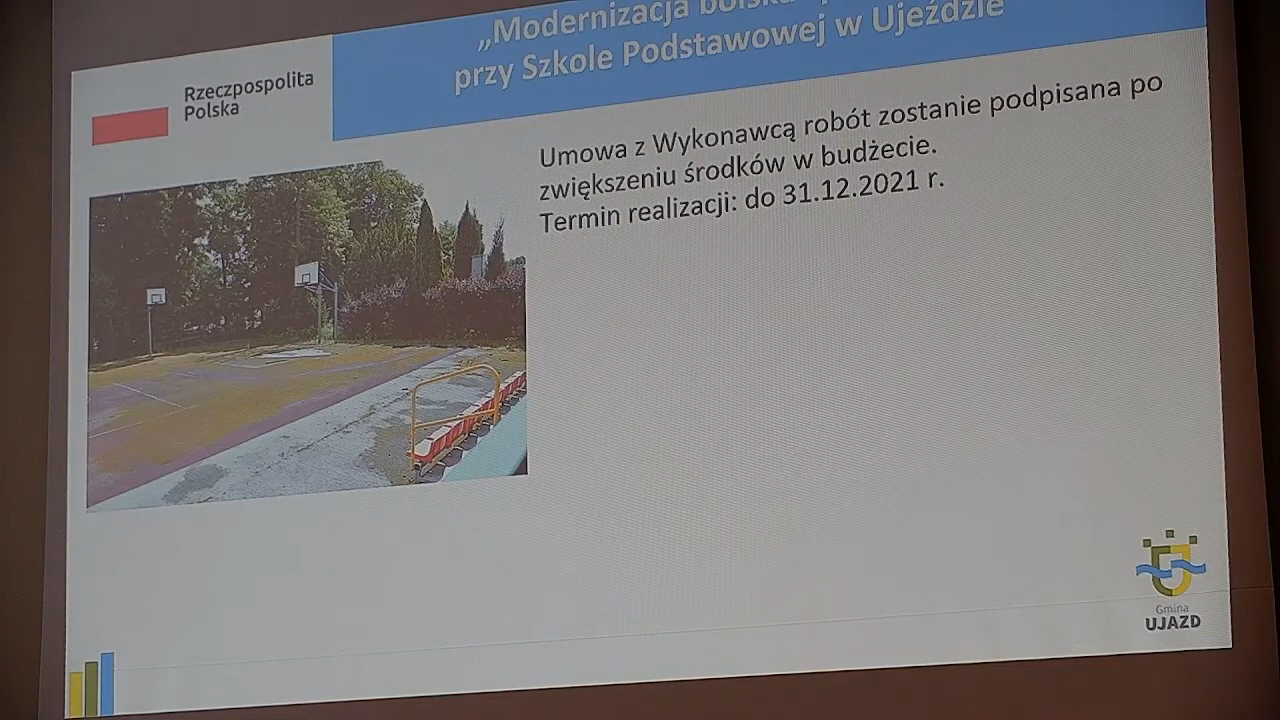 Rzeczpospolita
Polska
„Modernizacja
przy Szkole Podstawowej w Ujeździe
Umowa z Wykonawcą robót zostanie podpisana po
zwiększeniu środków w budżecie.
Termin realizacji: do 31.12.2021 r.
Gmina
UJAZD